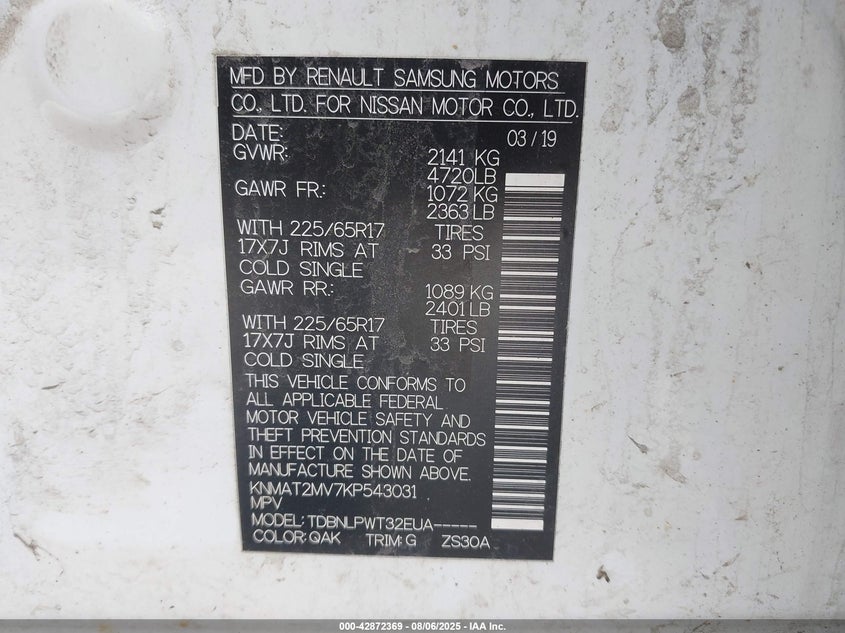 MFD BY RENAULT SAMSUNG MOTORS
CO., LTD. FOR NISSAN MOTOR CO., LTD.
DATE: 03/19
GVWR: 2141 KG
4720LB
GAWR FR: 1072 KG
2363 LB
WITH 225/65R17 TIRES
17X7J RIMS AT 33 PSI
COLD SINGLE
GAWR RR: 1089 KG
2401 LB
WITH 225/65R17 TIRES
17X7J RIMS AT 33 PSI
COLD SINGLE
THIS VEHICLE CONFORMS TO
ALL APPLICABLE FEDERAL
MOTOR VEHICLE SAFETY AND
THEFT PREVENTION STANDARDS
IN EFFECT ON THE DATE OF
MANUFACTURE SHOWN ABOVE.
KNMAT2MV7KP543031
MPV
MODEL: TDBNLPWT32EUA-----
COLOR: QAK TRIM: G ZS30A
000-42872369 - 08/06/2025 - IAA Inc.